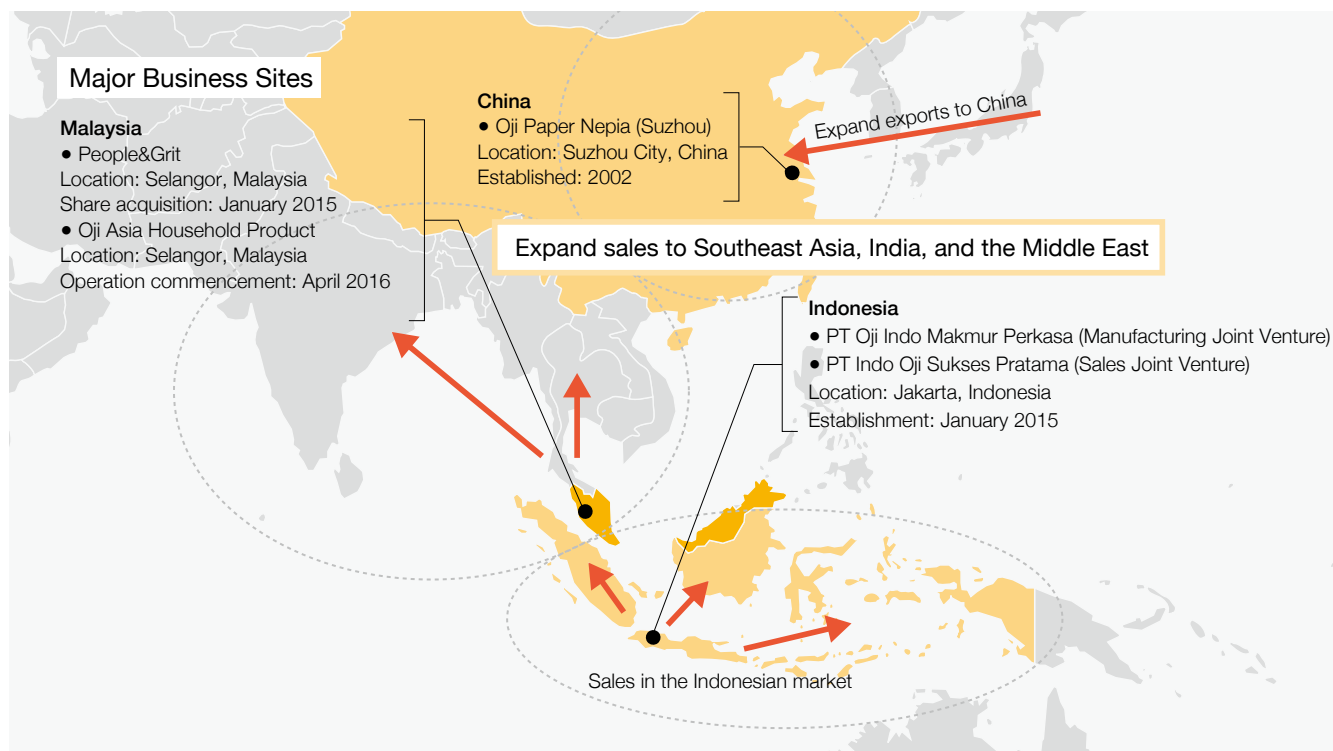 Major Business Sites
Malaysia
● People&Grit
Location: Selangor, Malaysia
Share acquisition: January 2015
● Oji Asia Household Product
Location: Selangor, Malaysia
Operation commencement: April 2016
China
● Oji Paper Nepia (Suzhou)
Location: Suzhou City, China
Established: 2002
Expand exports to China
Expand sales to Southeast Asia, India, and the Middle East
Indonesia
● PT Oji Indo Makmur Perkasa (Manufacturing Joint Venture)
● PT Indo Oji Sukses Pratama (Sales Joint Venture)
Location: Jakarta, Indonesia
Establishment: January 2015
Sales in the Indonesian market